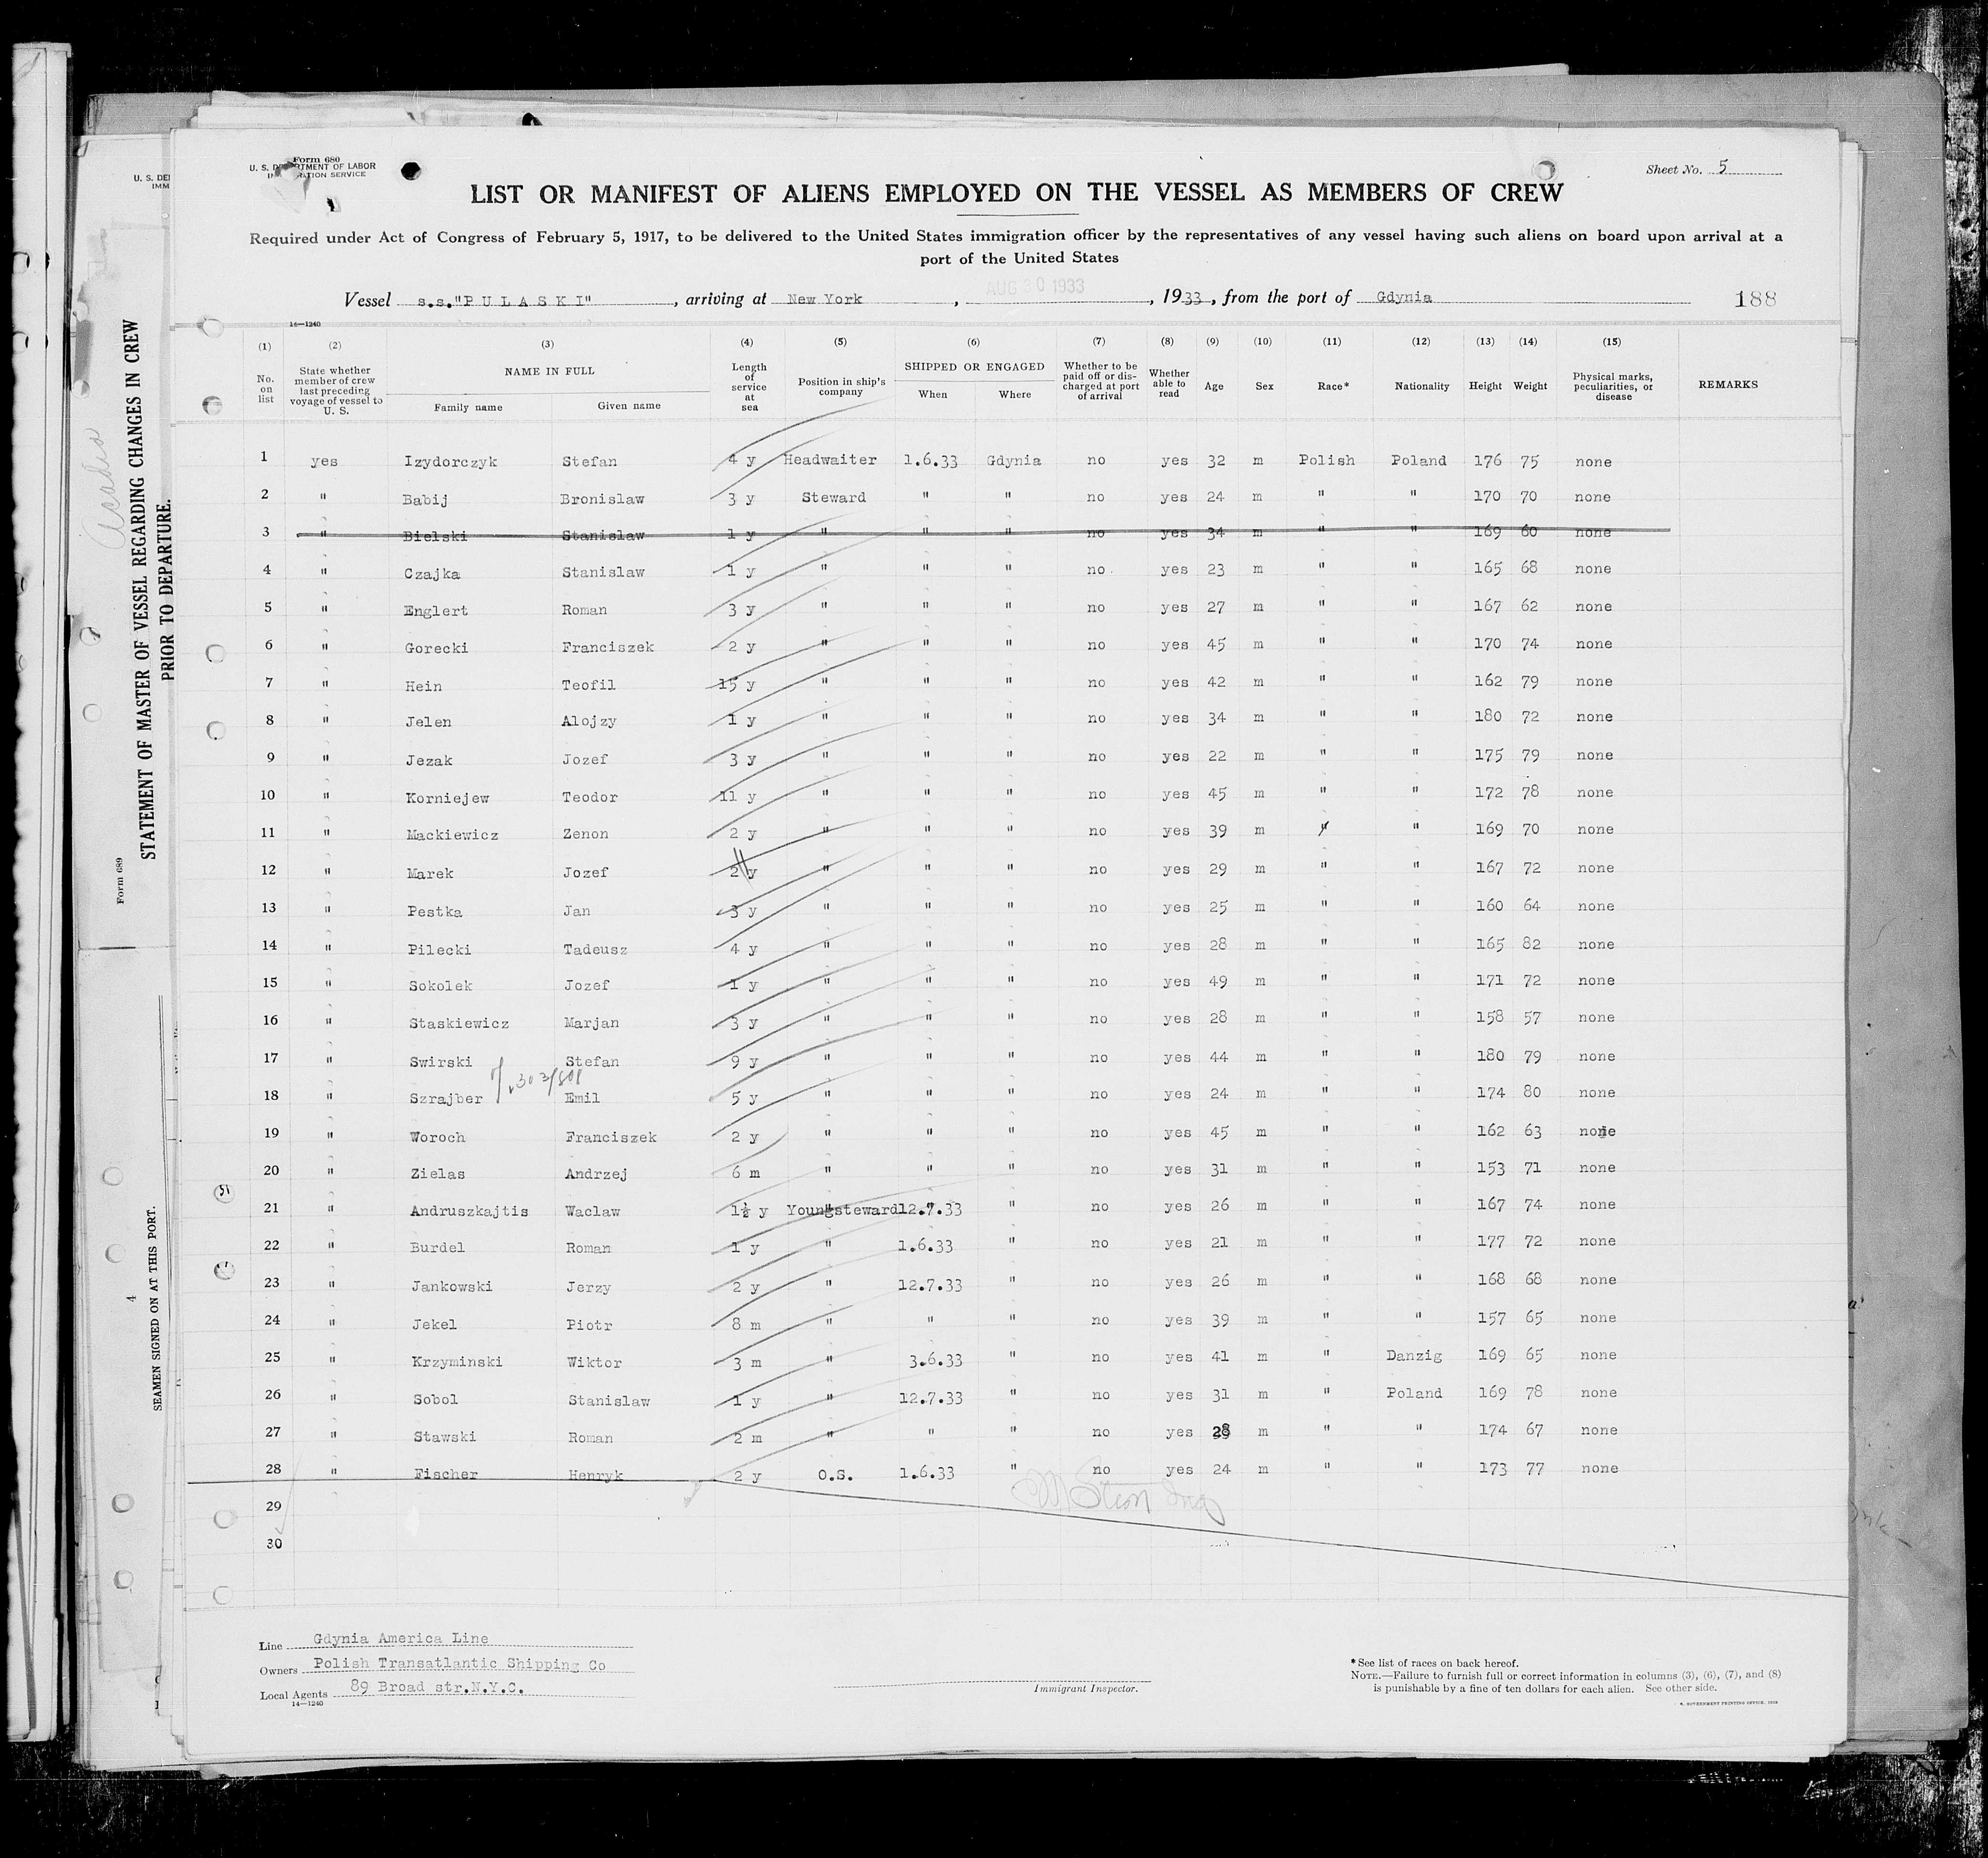 Form 680
U. S. DEPARTMENT OF LABOR
IMMIGRATION SERVICE
Sheet No. 5
LIST OR MANIFEST OF ALIENS EMPLOYED ON THE VESSEL AS MEMBERS OF CREW
Required under Act of Congress of February 5, 1917, to be delivered to the United States immigration officer by the representatives of any vessel having such aliens on board upon arrival at a
port of the United States
Vessel s.s."P U L A S K I", arriving at New York, AUG 30 1933, 1933, from the port of Gdynia 188
14—1240
(1) (2) (3) (4) (5) (6) (7) (8) (9) (10) (11) (12) (13) (14) (15)
No. on list State whether member of crew last preceding voyage of vessel to U. S. NAME IN FULL Family name Given name Length of service at sea Position in ship's company SHIPPED OR ENGAGED When Where Whether to be paid off or discharged at port of arrival Whether able to read Age Sex Race* Nationality Height Weight Physical marks, peculiarities, or disease REMARKS
1 yes Izydorczyk Stefan 4 y Headwaiter 1.6.33 Gdynia no yes 32 m Polish Poland 176 75 none
2 " Babij Bronislaw 3 y Steward " " no yes 24 m " " 170 70 none
3 " Bielski Stanislaw 1 y " " " no yes 34 m " " 169 60 none
4 " Czajka Stanislaw 1 y " " " no. yes 23 m " " 165 68 none
5 " Englert Roman 3 y " " " no yes 27 m " " 167 62 none
6 " Gorecki Franciszek 2 y " " " no yes 45 m " " 170 74 none
7 " Hein Teofil 15 y " " " no yes 42 m " " 162 79 none
8 " Jelen Alojzy 1 y " " " no yes 34 m " " 180 72 none
9 " Jezak Jozef 3 y " " " no yes 22 m " " 175 79 none
10 " Korniejew Teodor 11 y " " " no yes 45 m " " 172 78 none
11 " Mackiewicz Zenon 2 y " " " no yes 39 m " " 169 70 none
12 " Marek Jozef 2 y " " " no yes 29 m " " 167 72 none
13 " Pestka Jan 3 y " " " no yes 25 m " " 160 64 none
14 " Pilecki Tadeusz 4 y " " " no yes 28 m " " 165 82 none
15 " Sokolek Jozef 1 y " " " no yes 49 m " " 171 72 none
16 " Staskiewicz Marjan 3 y " " " no yes 28 m " " 158 57 none
17 " Swirski Stefan 9 y " " " no yes 44 m " " 180 79 none
18 " Szrajber Emil 5 y " " " no yes 24 m " " 174 80 none
19 " Woroch Franciszek 2 y " " " no yes 45 m " " 162 63 none
20 " Zielas Andrzej 6 m " " " no yes 31 m " " 153 71 none
21 " Andruszkajtis Waclaw 1½ y Youngsteward 12.7.33 " no yes 26 m " " 167 74 none
22 " Burdel Roman 1 y " 1.6.33 " no yes 21 m " " 177 72 none
23 " Jankowski Jerzy 2 y " 12.7.33 " no yes 26 m " " 168 68 none
24 " Jekel Piotr 8 m " " " no yes 39 m " " 157 65 none
25 " Krzyminski Wiktor 3 m " 3.6.33 " no yes 41 m " Danzig 169 65 none
26 " Sobol Stanislaw 1 y " 12.7.33 " no yes 31 m " Poland 169 78 none
27 " Stawski Roman 2 m " " " no yes 28 m " " 174 67 none
28 " Fischer Henryk 2 y O.S. 1.6.33 " no yes 24 m " " 173 77 none
29
30
Line Gdynia America Line
Owners Polish Transatlantic Shipping Co
Local Agents 89 Broad str.N.Y.C.
14—1240
Immigrant Inspector.
*See list of races on back hereof.
NOTE.—Failure to furnish full or correct information in columns (3), (6), (7), and (8)
is punishable by a fine of ten dollars for each alien. See other side.
U. S. DE
IMM
STATEMENT OF MASTER OF VESSEL REGARDING CHANGES IN CREW
PRIOR TO DEPARTURE.
Form 689
SEAMEN SIGNED ON AT THIS PORT.
4